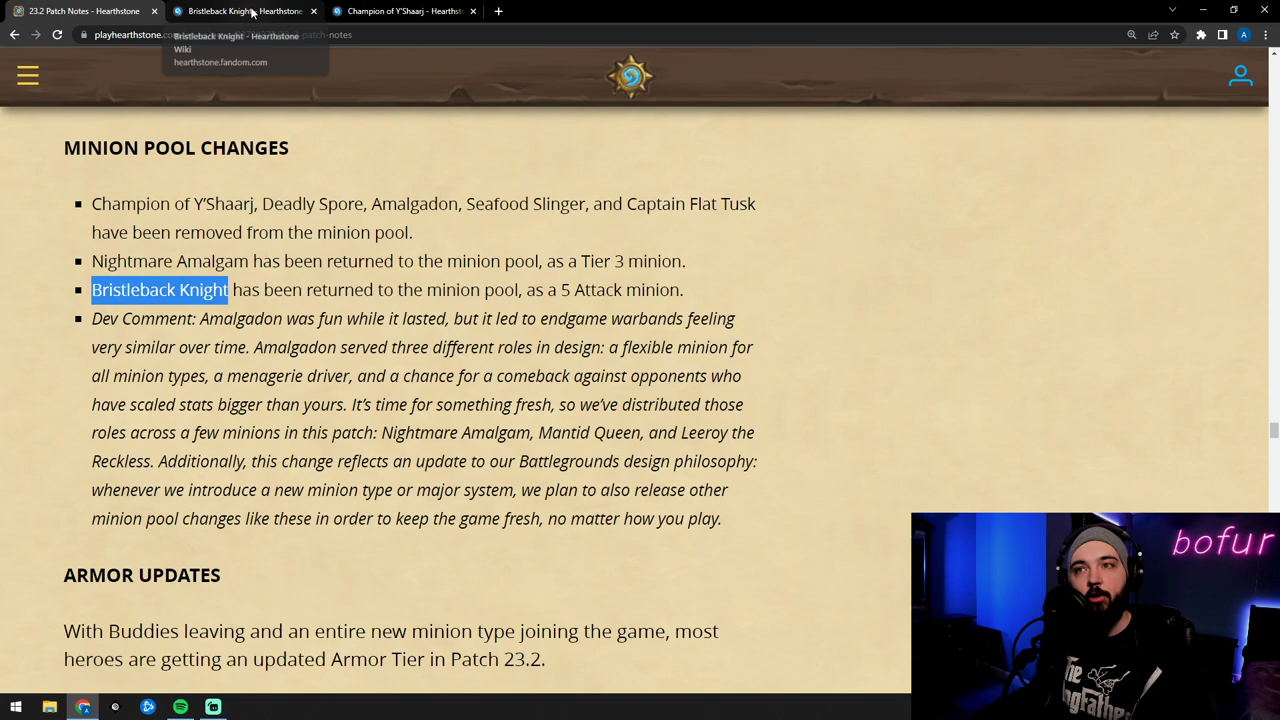 23.2 Patch Notes - Hearthstone
Bristleback Knight - Hearthstone
Champion of Y'Shaarj - Hearthst
playhearthstone.co
patch-notes
Bristleback Knight - Hearthstone
Wiki
hearthstone.fandom.com
A
MINION POOL CHANGES
Champion of Y'Shaarj, Deadly Spore, Amalgadon, Seafood Slinger, and Captain Flat Tusk
have been removed from the minion pool.
Nightmare Amalgam has been returned to the minion pool, as a Tier 3 minion.
Bristleback Knight has been returned to the minion pool, as a 5 Attack minion.
Dev Comment: Amalgadon was fun while it lasted, but it led to endgame warbands feeling
very similar over time. Amalgadon served three different roles in design: a flexible minion for
all minion types, a menagerie driver, and a chance for a comeback against opponents who
have scaled stats bigger than yours. It's time for something fresh, so we've distributed those
roles across a few minions in this patch: Nightmare Amalgam, Mantid Queen, and Leeroy the
Reckless. Additionally, this change reflects an update to our Battlegrounds design philosophy:
whenever we introduce a new minion type or major system, we plan to also release other
minion pool changes like these in order to keep the game fresh, no matter how you play.
bofur
ARMOR UPDATES
The
With Buddies leaving and an entire new minion type joining the game, most
heroes are getting an updated Armor Tier in Patch 23.2.